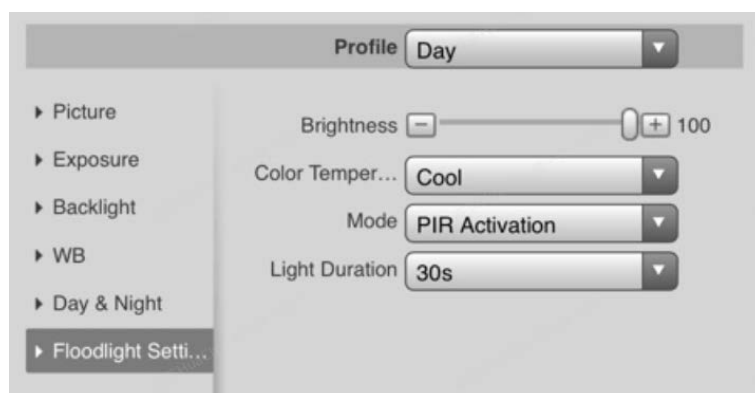 Profile Day
Picture
Exposure
Backlight
WB
Day & Night
Floodlight Setti...
Brightness 100
Color Temper... Cool
Mode PIR Activation
Light Duration 30s